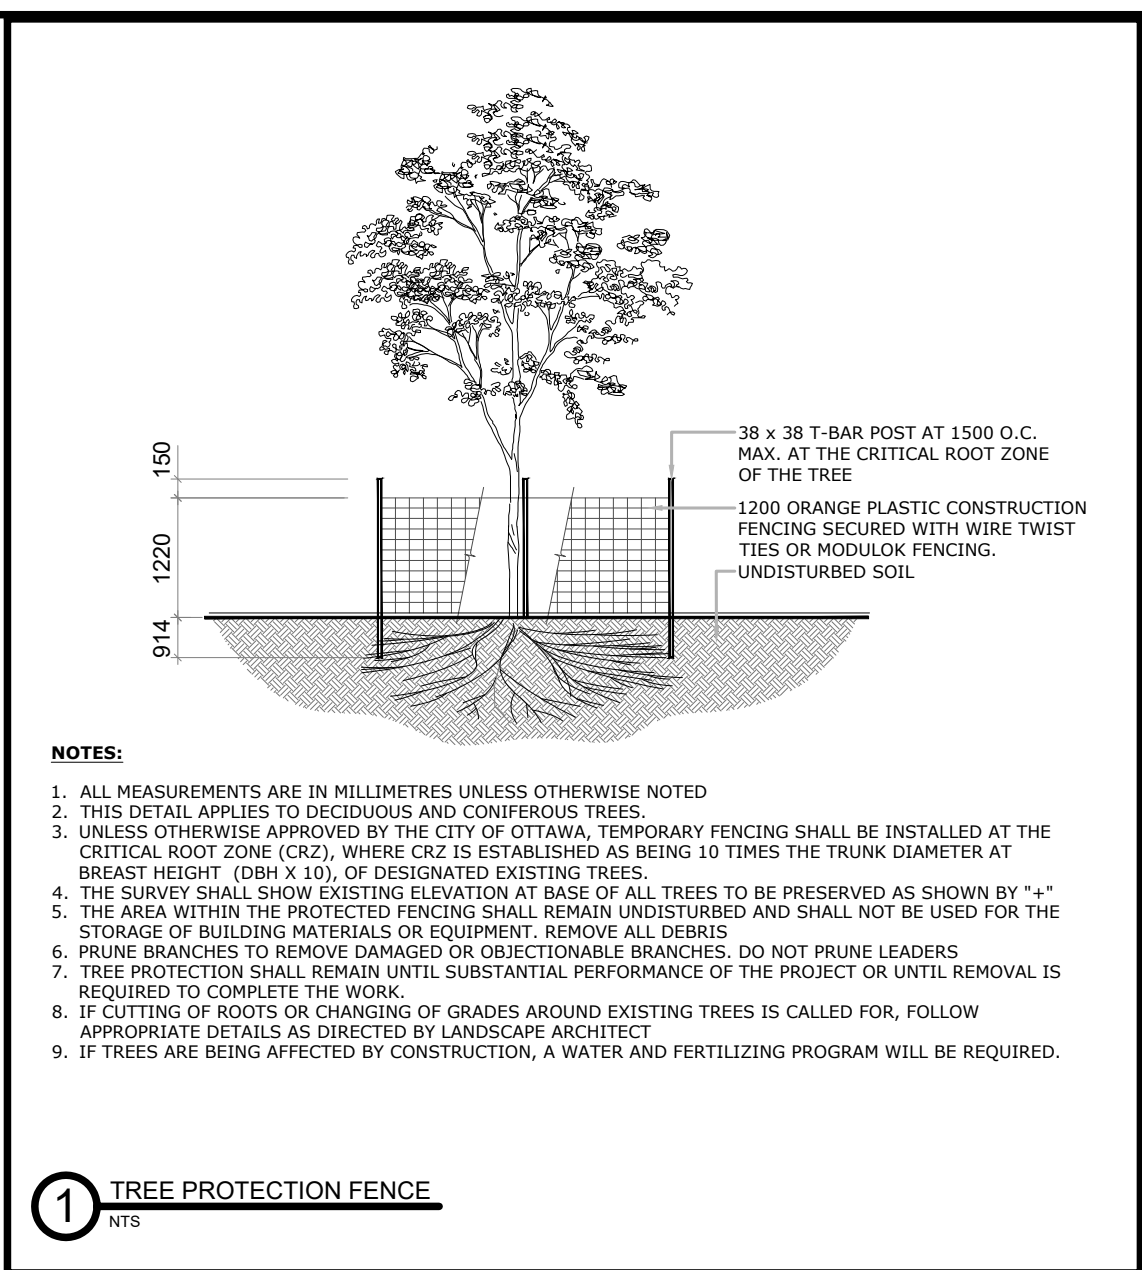 38 x 38 T-BAR POST AT 1500 O.C.
MAX. AT THE CRITICAL ROOT ZONE
OF THE TREE
1200 ORANGE PLASTIC CONSTRUCTION
FENCING SECURED WITH WIRE TWIST
TIES OR MODULOK FENCING.
UNDISTURBED SOIL
150
1220
914
NOTES:
1. ALL MEASUREMENTS ARE IN MILLIMETRES UNLESS OTHERWISE NOTED
2. THIS DETAIL APPLIES TO DECIDUOUS AND CONIFEROUS TREES.
3. UNLESS OTHERWISE APPROVED BY THE CITY OF OTTAWA, TEMPORARY FENCING SHALL BE INSTALLED AT THE
CRITICAL ROOT ZONE (CRZ), WHERE CRZ IS ESTABLISHED AS BEING 10 TIMES THE TRUNK DIAMETER AT
BREAST HEIGHT (DBH X 10), OF DESIGNATED EXISTING TREES.
4. THE SURVEY SHALL SHOW EXISTING ELEVATION AT BASE OF ALL TREES TO BE PRESERVED AS SHOWN BY "+"
5. THE AREA WITHIN THE PROTECTED FENCING SHALL REMAIN UNDISTURBED AND SHALL NOT BE USED FOR THE
STORAGE OF BUILDING MATERIALS OR EQUIPMENT. REMOVE ALL DEBRIS
6. PRUNE BRANCHES TO REMOVE DAMAGED OR OBJECTIONABLE BRANCHES. DO NOT PRUNE LEADERS
7. TREE PROTECTION SHALL REMAIN UNTIL SUBSTANTIAL PERFORMANCE OF THE PROJECT OR UNTIL REMOVAL IS
REQUIRED TO COMPLETE THE WORK.
8. IF CUTTING OF ROOTS OR CHANGING OF GRADES AROUND EXISTING TREES IS CALLED FOR, FOLLOW
APPROPRIATE DETAILS AS DIRECTED BY LANDSCAPE ARCHITECT
9. IF TREES ARE BEING AFFECTED BY CONSTRUCTION, A WATER AND FERTILIZING PROGRAM WILL BE REQUIRED.
1 TREE PROTECTION FENCE
NTS